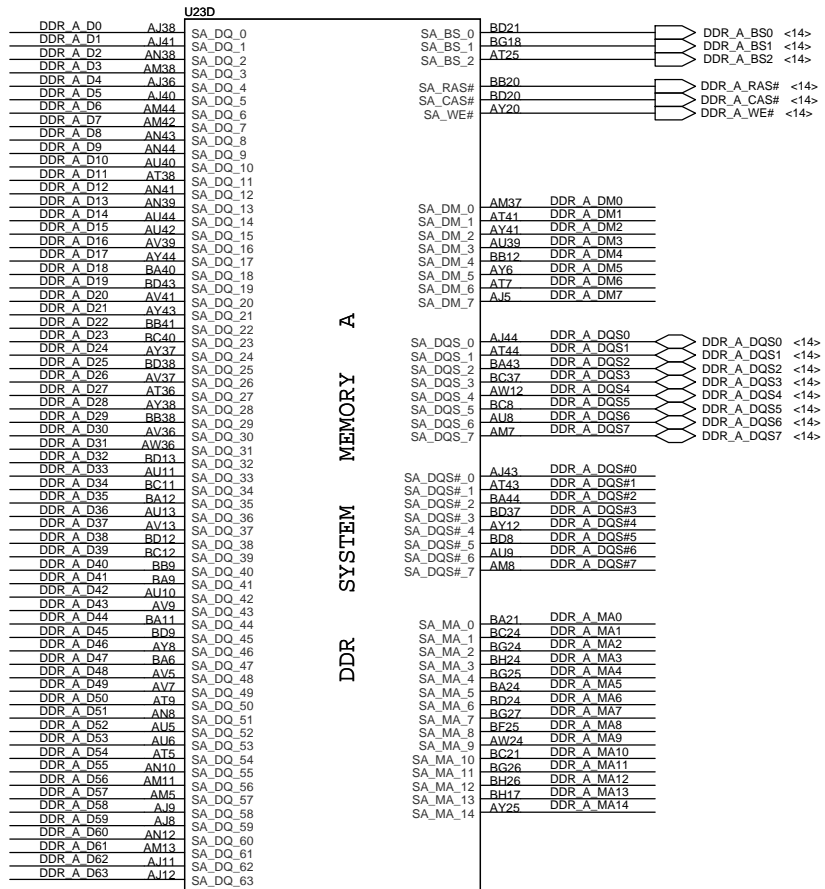 U23D
DDR_A_D0 AJ38 SA_DQ_0
DDR_A_D1 AJ41 SA_DQ_1
DDR_A_D2 AN38 SA_DQ_2
DDR_A_D3 AM38 SA_DQ_3
DDR_A_D4 AJ36 SA_DQ_4
DDR_A_D5 AJ40 SA_DQ_5
DDR_A_D6 AM44 SA_DQ_6
DDR_A_D7 AM42 SA_DQ_7
DDR_A_D8 AN43 SA_DQ_8
DDR_A_D9 AN44 SA_DQ_9
DDR_A_D10 AU40 SA_DQ_10
DDR_A_D11 AT38 SA_DQ_11
DDR_A_D12 AN41 SA_DQ_12
DDR_A_D13 AN39 SA_DQ_13
DDR_A_D14 AU44 SA_DQ_14
DDR_A_D15 AU42 SA_DQ_15
DDR_A_D16 AV39 SA_DQ_16
DDR_A_D17 AY44 SA_DQ_17
DDR_A_D18 BA40 SA_DQ_18
DDR_A_D19 BD43 SA_DQ_19
DDR_A_D20 AV41 SA_DQ_20
DDR_A_D21 AY43 SA_DQ_21
DDR_A_D22 BB41 SA_DQ_22
DDR_A_D23 BC40 SA_DQ_23
DDR_A_D24 AY37 SA_DQ_24
DDR_A_D25 BD38 SA_DQ_25
DDR_A_D26 AV37 SA_DQ_26
DDR_A_D27 AT36 SA_DQ_27
DDR_A_D28 AY38 SA_DQ_28
DDR_A_D29 BB38 SA_DQ_29
DDR_A_D30 AV36 SA_DQ_30
DDR_A_D31 AW36 SA_DQ_31
DDR_A_D32 BD13 SA_DQ_32
DDR_A_D33 AU11 SA_DQ_33
DDR_A_D34 BC11 SA_DQ_34
DDR_A_D35 BA12 SA_DQ_35
DDR_A_D36 AU13 SA_DQ_36
DDR_A_D37 AV13 SA_DQ_37
DDR_A_D38 BD12 SA_DQ_38
DDR_A_D39 BC12 SA_DQ_39
DDR_A_D40 BB9 SA_DQ_40
DDR_A_D41 BA9 SA_DQ_41
DDR_A_D42 AU10 SA_DQ_42
DDR_A_D43 AV9 SA_DQ_43
DDR_A_D44 BA11 SA_DQ_44
DDR_A_D45 BD9 SA_DQ_45
DDR_A_D46 AY8 SA_DQ_46
DDR_A_D47 BA6 SA_DQ_47
DDR_A_D48 AV5 SA_DQ_48
DDR_A_D49 AV7 SA_DQ_49
DDR_A_D50 AT9 SA_DQ_50
DDR_A_D51 AN8 SA_DQ_51
DDR_A_D52 AU5 SA_DQ_52
DDR_A_D53 AU6 SA_DQ_53
DDR_A_D54 AT5 SA_DQ_54
DDR_A_D55 AN10 SA_DQ_55
DDR_A_D56 AM11 SA_DQ_56
DDR_A_D57 AM5 SA_DQ_57
DDR_A_D58 AJ9 SA_DQ_58
DDR_A_D59 AJ8 SA_DQ_59
DDR_A_D60 AN12 SA_DQ_60
DDR_A_D61 AM13 SA_DQ_61
DDR_A_D62 AJ11 SA_DQ_62
DDR_A_D63 AJ12 SA_DQ_63
DDR SYSTEM MEMORY A
SA_BS_0 BD21 DDR_A_BS0 <14>
SA_BS_1 BG18 DDR_A_BS1 <14>
SA_BS_2 AT25 DDR_A_BS2 <14>
SA_RAS# BB20 DDR_A_RAS# <14>
SA_CAS# BD20 DDR_A_CAS# <14>
SA_WE# AY20 DDR_A_WE# <14>
SA_DM_0 AM37 DDR_A_DM0
SA_DM_1 AT41 DDR_A_DM1
SA_DM_2 AY41 DDR_A_DM2
SA_DM_3 AU39 DDR_A_DM3
SA_DM_4 BB12 DDR_A_DM4
SA_DM_5 AY6 DDR_A_DM5
SA_DM_6 AT7 DDR_A_DM6
SA_DM_7 AJ5 DDR_A_DM7
SA_DQS_0 AJ44 DDR_A_DQS0 DDR_A_DQS0 <14>
SA_DQS_1 AT44 DDR_A_DQS1 DDR_A_DQS1 <14>
SA_DQS_2 BA43 DDR_A_DQS2 DDR_A_DQS2 <14>
SA_DQS_3 BC37 DDR_A_DQS3 DDR_A_DQS3 <14>
SA_DQS_4 AW12 DDR_A_DQS4 DDR_A_DQS4 <14>
SA_DQS_5 BC8 DDR_A_DQS5 DDR_A_DQS5 <14>
SA_DQS_6 AU8 DDR_A_DQS6 DDR_A_DQS6 <14>
SA_DQS_7 AM7 DDR_A_DQS7 DDR_A_DQS7 <14>
SA_DQS#_0 AJ43 DDR_A_DQS#0
SA_DQS#_1 AT43 DDR_A_DQS#1
SA_DQS#_2 BA44 DDR_A_DQS#2
SA_DQS#_3 BD37 DDR_A_DQS#3
SA_DQS#_4 AY12 DDR_A_DQS#4
SA_DQS#_5 BD8 DDR_A_DQS#5
SA_DQS#_6 AU9 DDR_A_DQS#6
SA_DQS#_7 AM8 DDR_A_DQS#7
SA_MA_0 BA21 DDR_A_MA0
SA_MA_1 BC24 DDR_A_MA1
SA_MA_2 BG24 DDR_A_MA2
SA_MA_3 BH24 DDR_A_MA3
SA_MA_4 BG25 DDR_A_MA4
SA_MA_5 BA24 DDR_A_MA5
SA_MA_6 BD24 DDR_A_MA6
SA_MA_7 BG27 DDR_A_MA7
SA_MA_8 BF25 DDR_A_MA8
SA_MA_9 AW24 DDR_A_MA9
SA_MA_10 BC21 DDR_A_MA10
SA_MA_11 BG26 DDR_A_MA11
SA_MA_12 BH26 DDR_A_MA12
SA_MA_13 BH17 DDR_A_MA13
SA_MA_14 AY25 DDR_A_MA14